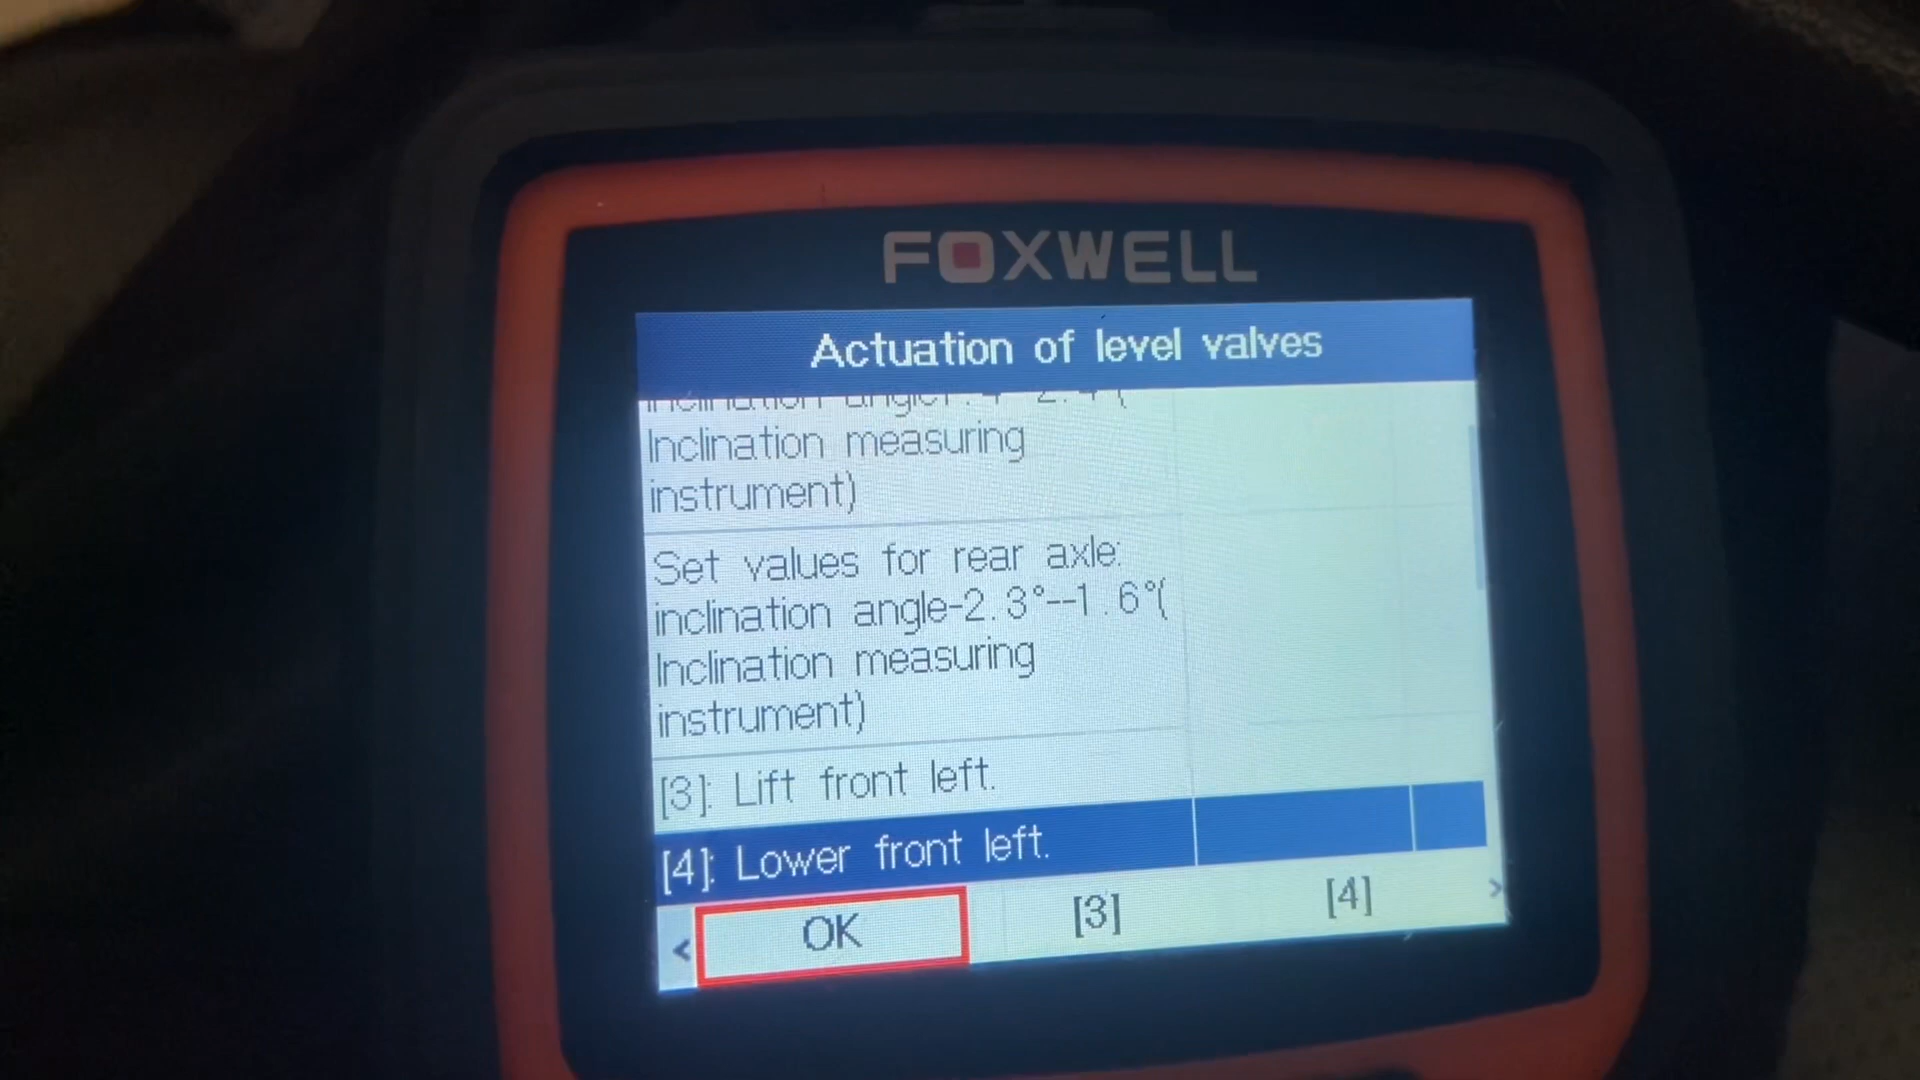 FOXWELL
Actuation of level valves
Inclination measuring
instrument)
Set values for rear axle:
inclination angle-2.3°--1.6°(
Inclination measuring
instrument)
[3]: Lift front left.
[4]: Lower front left.
< OK [3] [4] >